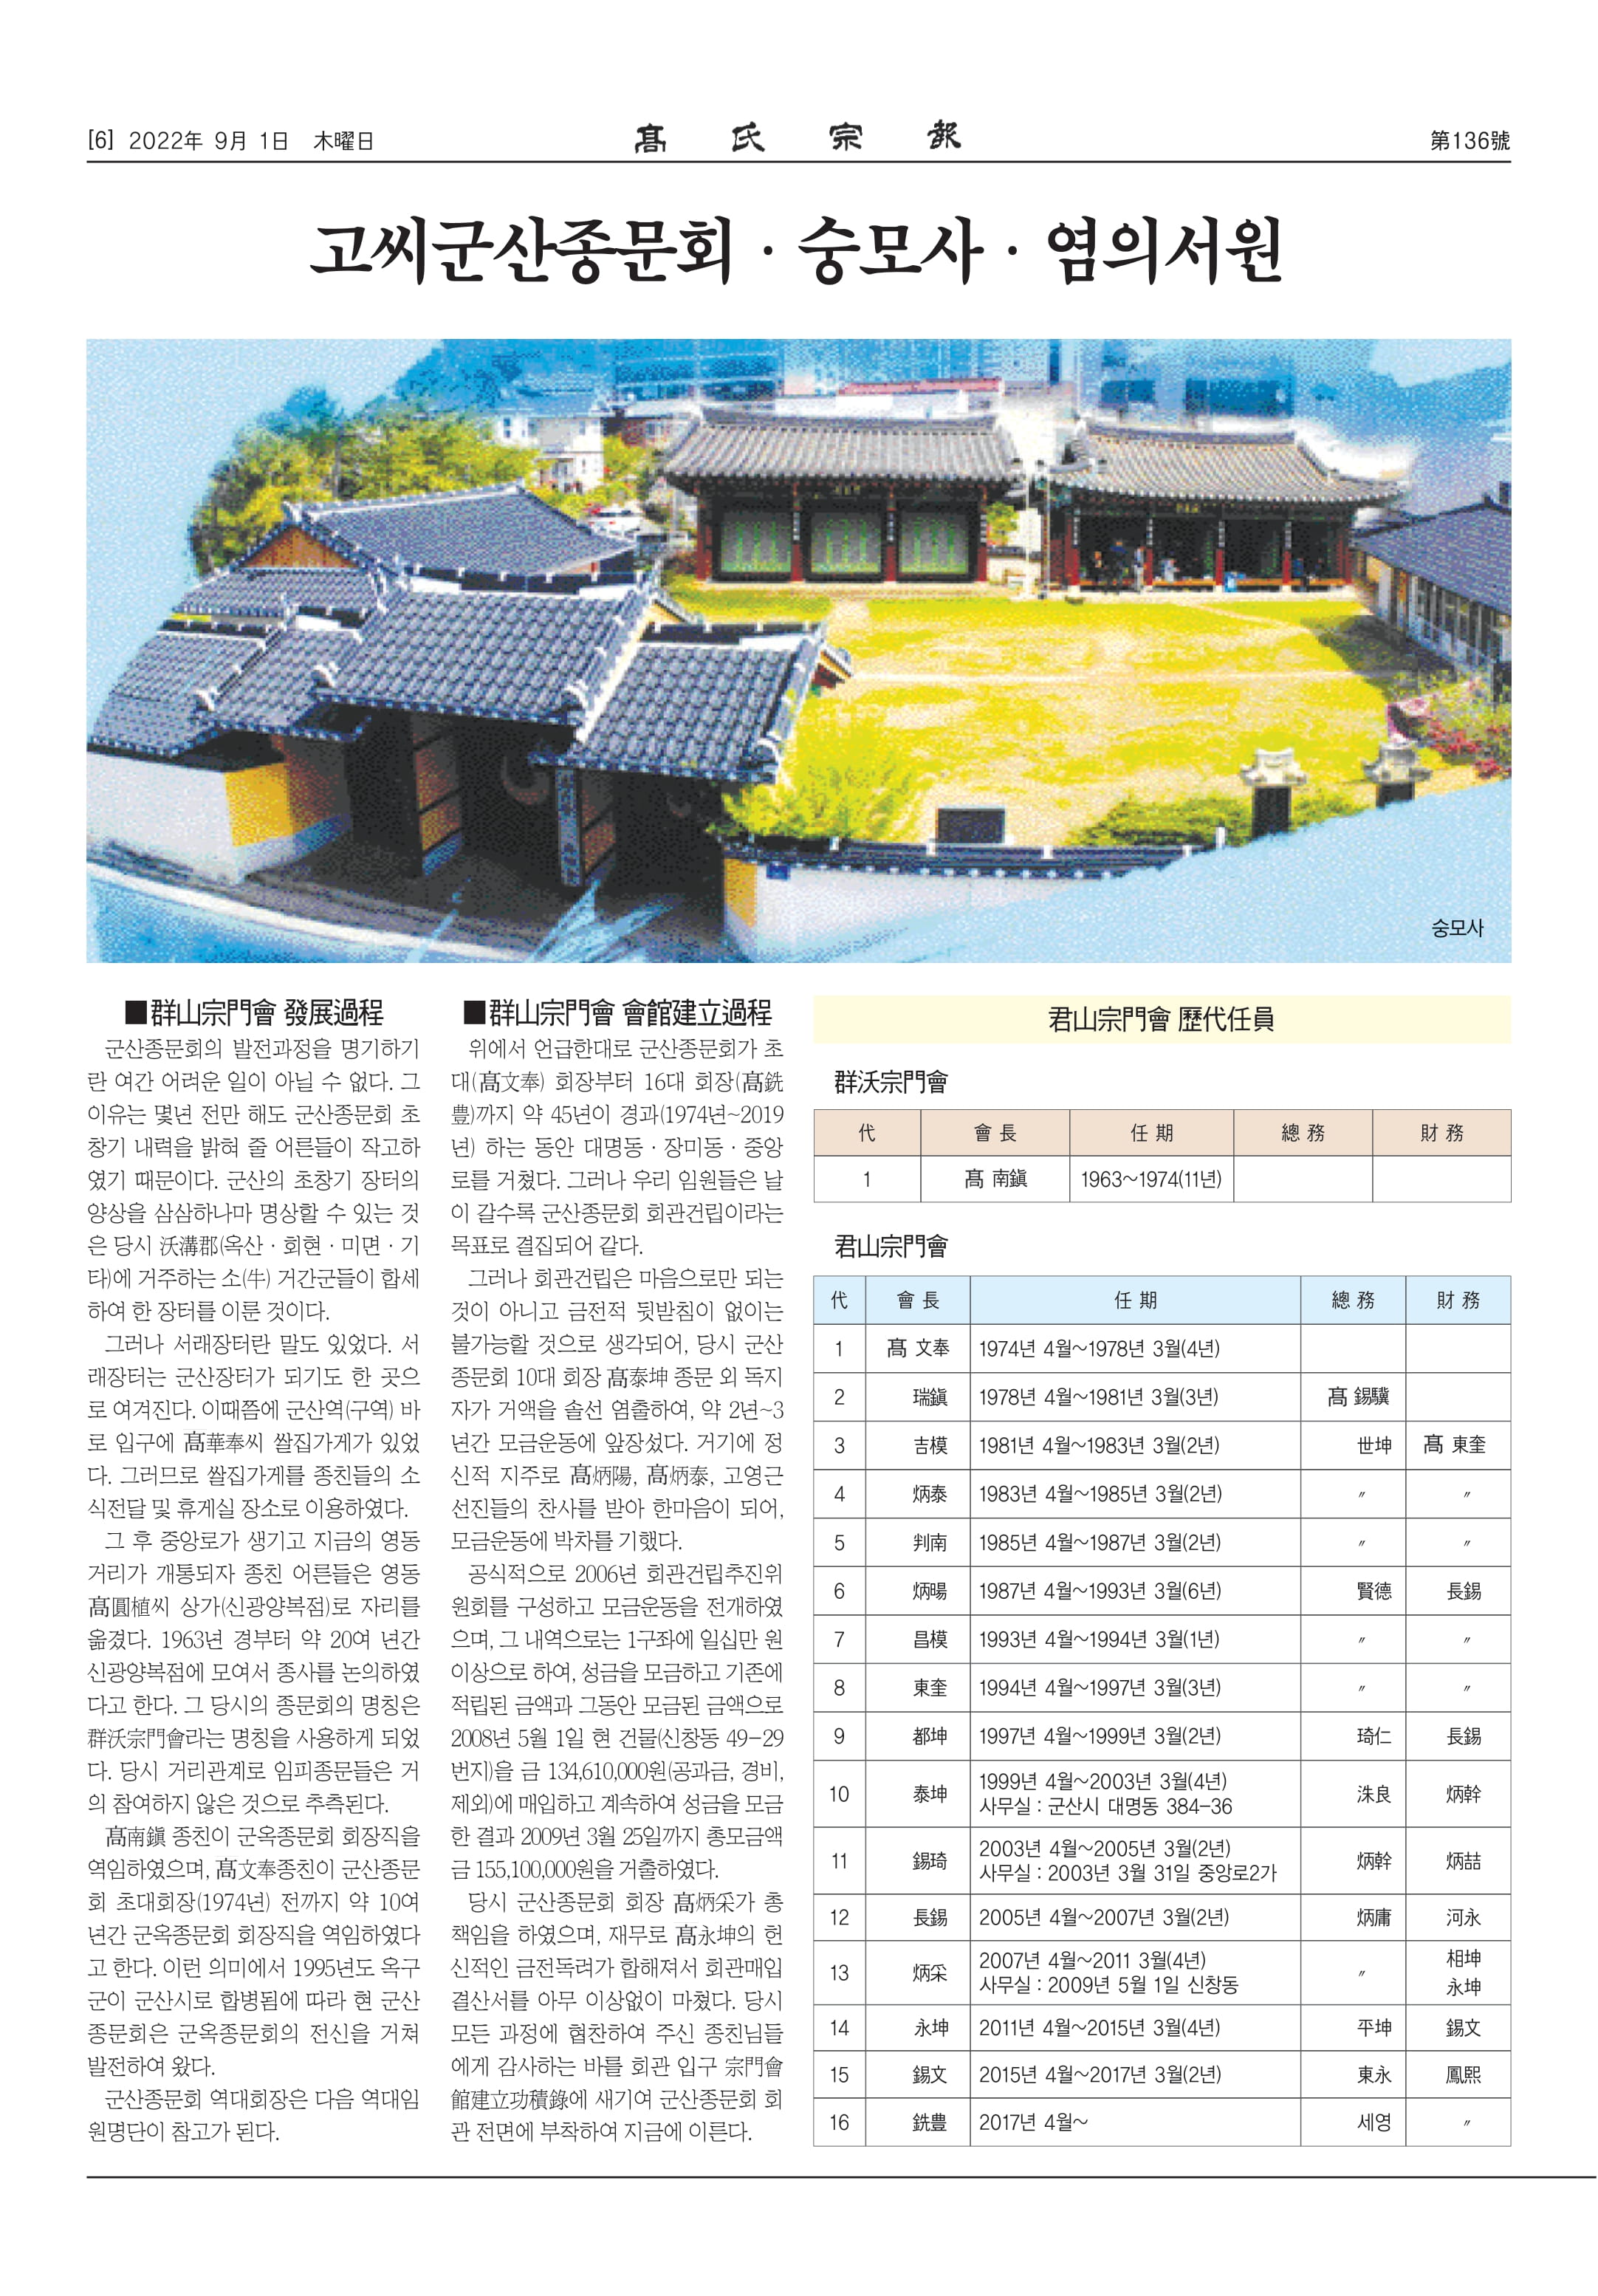 [6] 2022年 9月 1日 木曜日
髙氏宗報
第136號
고씨군산종문회 · 숭모사 · 염의서원
숭모사
■群山宗門會 發展過程
군산종문회의 발전과정을 명기하기
란 여간 어려운 일이 아닐 수 없다. 그
이유는 몇년 전만 해도 군산종문회 초
창기 내력을 밝혀 줄 어른들이 작고하
였기 때문이다. 군산의 초창기 장터의
양상을 삼삼하나마 명상할 수 있는 것
은 당시 沃溝郡(옥산 · 회현 · 미면 · 기
타)에 거주하는 소(牛) 거간군들이 합세
하여 한 장터를 이룬 것이다.
그러나 서래장터란 말도 있었다. 서
래장터는 군산장터가 되기도 한 곳으
로 여겨진다. 이때쯤에 군산역(구역) 바
로 입구에 髙華奉씨 쌀집가게가 있었
다. 그러므로 쌀집가게를 종친들의 소
식전달 및 휴게실 장소로 이용하였다.
그 후 중앙로가 생기고 지금의 영동
거리가 개통되자 종친 어른들은 영동
髙圓植씨 상가(신광양복점)로 자리를
옮겼다. 1963년 경부터 약 20여 년간
신광양복점에 모여서 종사를 논의하였
다고 한다. 그 당시의 종문회의 명칭은
群沃宗門會라는 명칭을 사용하게 되었
다. 당시 거리관계로 임피종문들은 거
의 참여하지 않은 것으로 추측된다.
髙南鎭 종친이 군옥종문회 회장직을
역임하였으며, 髙文奉종친이 군산종문
회 초대회장(1974년) 전까지 약 10여
년간 군옥종문회 회장직을 역임하였다
고 한다. 이런 의미에서 1995년도 옥구
군이 군산시로 합병됨에 따라 현 군산
종문회은 군옥종문회의 전신을 거쳐
발전하여 왔다.
군산종문회 역대회장은 다음 역대임
원명단이 참고가 된다.
■群山宗門會 會館建立過程
위에서 언급한대로 군산종문회가 초
대(髙文奉) 회장부터 16대 회장(髙銑
豊)까지 약 45년이 경과(1974년~2019
년) 하는 동안 대명동 · 장미동 · 중앙
로를 거쳤다. 그러나 우리 임원들은 날
이 갈수록 군산종문회 회관건립이라는
목표로 결집되어 같다.
그러나 회관건립은 마음으로만 되는
것이 아니고 금전적 뒷받침이 없이는
불가능할 것으로 생각되어, 당시 군산
종문회 10대 회장 髙泰坤 종문 외 독지
자가 거액을 솔선 염출하여, 약 2년~3
년간 모금운동에 앞장섰다. 거기에 정
신적 지주로 髙炳陽, 髙炳泰, 고영근
선진들의 찬사를 받아 한마음이 되어,
모금운동에 박차를 기했다.
공식적으로 2006년 회관건립추진위
원회를 구성하고 모금운동을 전개하였
으며, 그 내역으로는 1구좌에 일십만 원
이상으로 하여, 성금을 모금하고 기존에
적립된 금액과 그동안 모금된 금액으로
2008년 5월 1일 현 건물(신창동 49-29
번지)을 금 134,610,000원(공과금, 경비,
제외)에 매입하고 계속하여 성금을 모금
한 결과 2009년 3월 25일까지 총모금액
금 155,100,000원을 거출하였다.
당시 군산종문회 회장 髙炳采가 총
책임을 하였으며, 재무로 髙永坤의 헌
신적인 금전독려가 합해져서 회관매입
결산서를 아무 이상없이 마쳤다. 당시
모든 과정에 협찬하여 주신 종친님들
에게 감사하는 바를 회관 입구 宗門會
館建立功積錄에 새기여 군산종문회 회
관 전면에 부착하여 지금에 이른다.
君山宗門會 歷代任員
群沃宗門會
代 會長 任期 總務 財務
1 髙 南鎭 1963~1974(11년)
君山宗門會
代 會長 任期 總務 財務
1 髙 文奉 1974년 4월~1978년 3월(4년)
2 瑞鎭 1978년 4월~1981년 3월(3년) 髙 錫驥
3 吉模 1981년 4월~1983년 3월(2년) 世坤 髙 東奎
4 炳泰 1983년 4월~1985년 3월(2년) 〃 〃
5 判南 1985년 4월~1987년 3월(2년) 〃 〃
6 炳暘 1987년 4월~1993년 3월(6년) 賢德 長錫
7 昌模 1993년 4월~1994년 3월(1년) 〃 〃
8 東奎 1994년 4월~1997년 3월(3년) 〃 〃
9 都坤 1997년 4월~1999년 3월(2년) 琦仁 長錫
10 泰坤 1999년 4월~2003년 3월(4년) 洙良 炳幹
사무실 : 군산시 대명동 384-36
11 錫琦 2003년 4월~2005년 3월(2년) 炳幹 炳喆
사무실 : 2003년 3월 31일 중앙로2가
12 長錫 2005년 4월~2007년 3월(2년) 炳庸 河永
13 炳采 2007년 4월~2011 3월(4년) 〃 相坤
사무실 : 2009년 5월 1일 신창동 永坤
14 永坤 2011년 4월~2015년 3월(4년) 平坤 錫文
15 錫文 2015년 4월~2017년 3월(2년) 東永 鳳熙
16 銑豊 2017년 4월~ 세영 〃